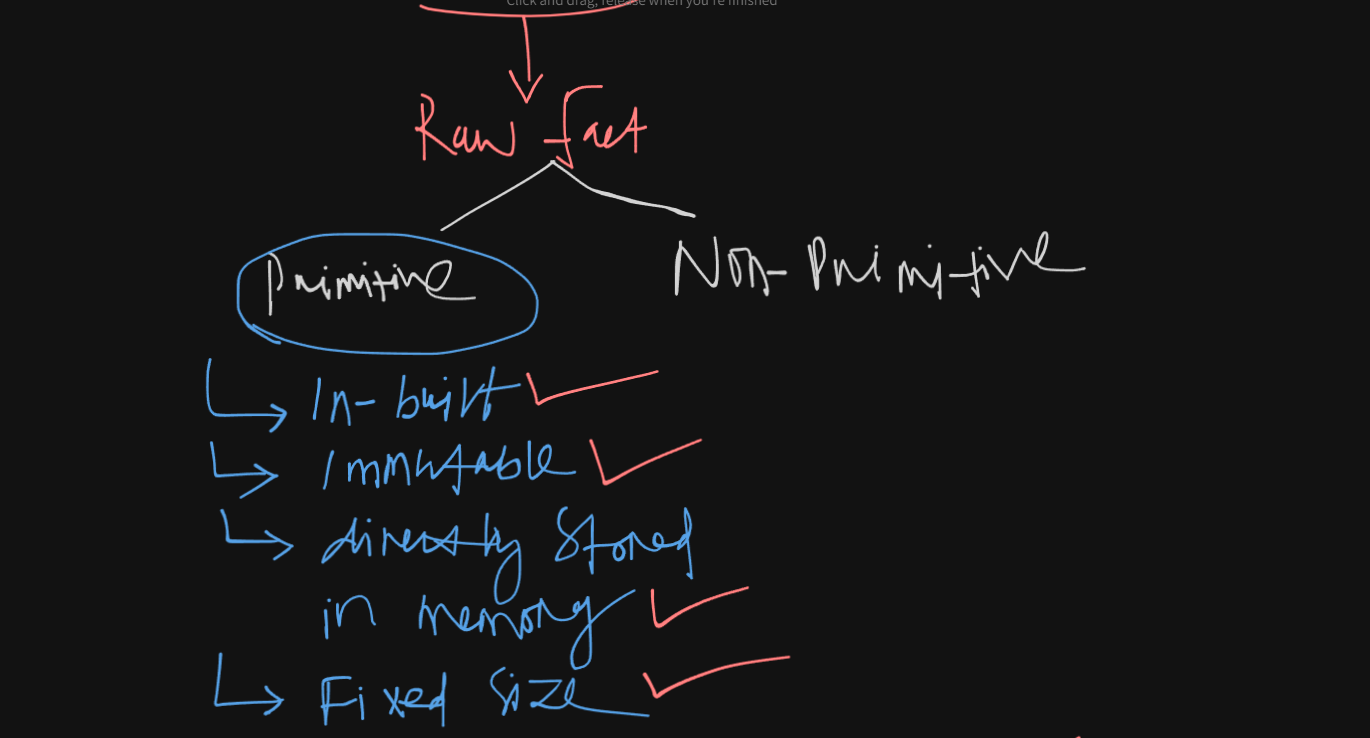 Click and drag, release when you're finished
Raw fact
Primitive
Non-Primitive
In-built
Immutable
directly Stored
in memory
Fixed Size